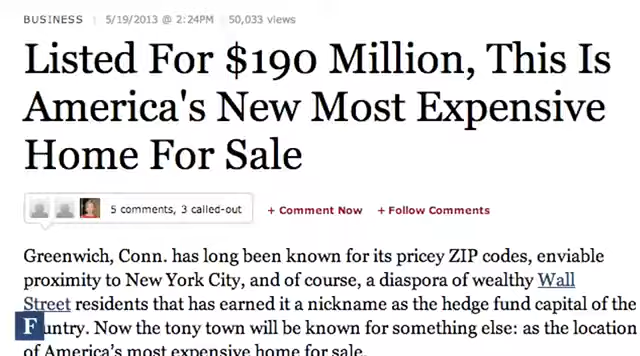 BUSINESS | 5/19/2013 @ 2:24PM | 50,033 views
Listed For $190 Million, This Is
America's New Most Expensive
Home For Sale
5 comments, 3 called-out + Comment Now + Follow Comments
Greenwich, Conn. has long been known for its pricey ZIP codes, enviable
proximity to New York City, and of course, a diaspora of wealthy Wall
Street residents that has earned it a nickname as the hedge fund capital of the
F untry. Now the tony town will be known for something else: as the location
of America's most expensive home for sale.